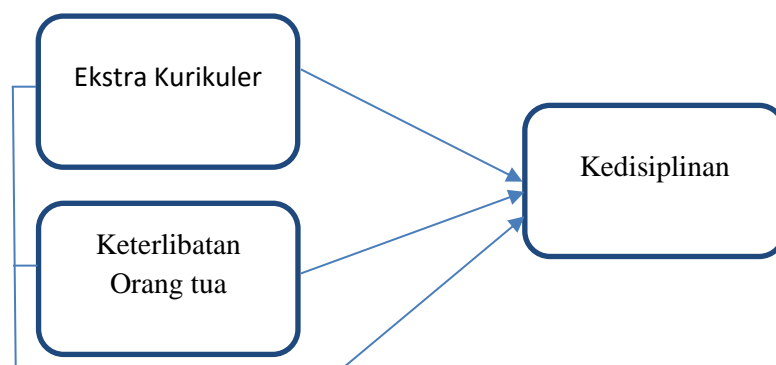 Ekstra Kurikuler
Kedisiplinan
Keterlibatan
Orang tua